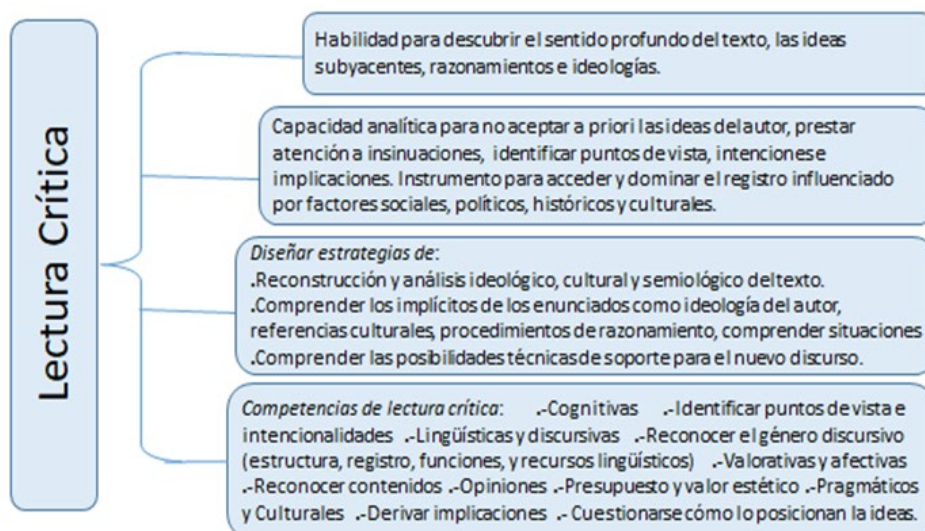 Lectura Crítica
Habilidad para descubrir el sentido profundo del texto, las ideas
subyacentes, razonamientos e ideologías.
Capacidad analítica para no aceptar a priori las ideas del autor, prestar
atención a insinuaciones, identificar puntos de vista, intenciones e
implicaciones. Instrumento para acceder y dominar el registro influenciado
por factores sociales, políticos, históricos y culturales.
Diseñar estrategias de:
.Reconstrucción y análisis ideológico, cultural y semiológico del texto.
.Comprender los implícitos de los enunciados como ideología del autor,
referencias culturales, procedimientos de razonamiento, comprender situaciones
.Comprender las posibilidades técnicas de soporte para el nuevo discurso.
Competencias de lectura crítica: .-Cognitivas .-Identificar puntos de vista e
intencionalidades .-Lingüísticas y discursivas .-Reconocer el género discursivo
(estructura, registro, funciones, y recursos lingüísticos) .-Valorativas y afectivas
.-Reconocer contenidos .-Opiniones .-Presupuesto y valor estético .-Pragmáticos
y Culturales .-Derivar implicaciones .- Cuestionarse cómo lo posicionan la ideas.